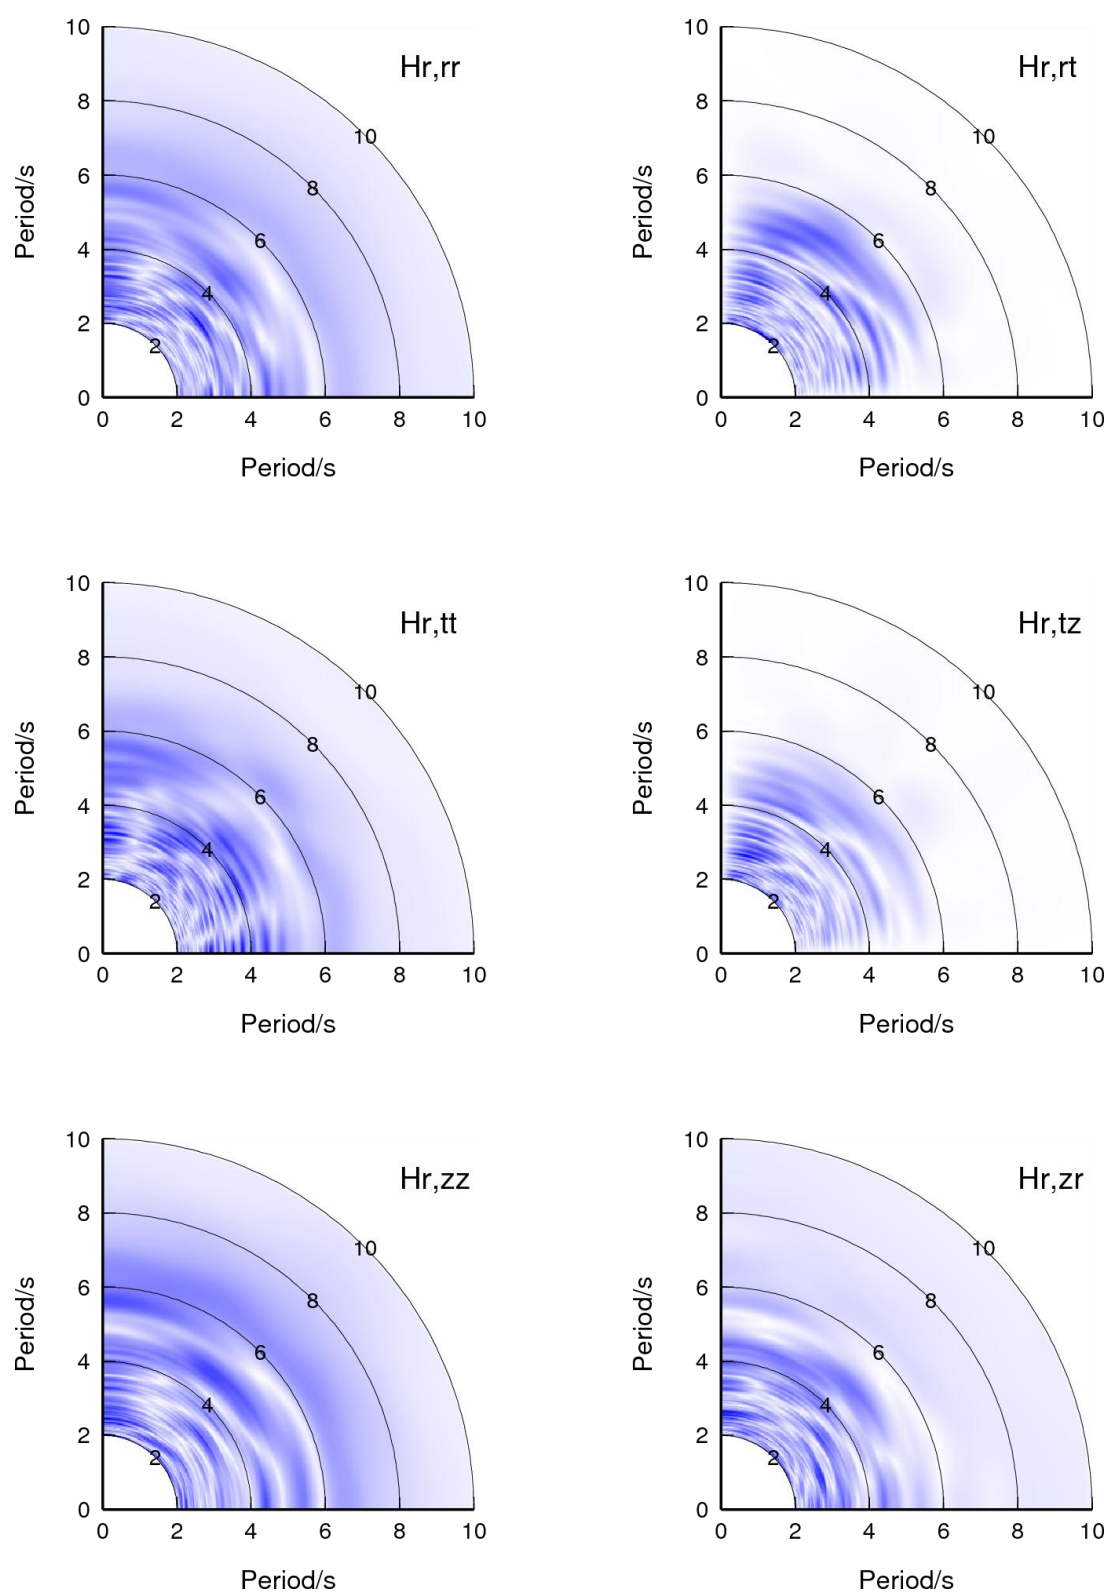 10 Hr,rr 10 Hr,rt
8 10 8 10
6 8 6 8
Period/s Period/s
4 6 4 6
4 4
2 2 2 2
0 0
0 2 4 6 8 10 0 2 4 6 8 10
Period/s Period/s
10 Hr,tt 10 Hr,tz
8 10 8 10
6 8 6 8
Period/s Period/s
4 6 4 6
4 4
2 2 2 2
0 0
0 2 4 6 8 10 0 2 4 6 8 10
Period/s Period/s
10 Hr,zz 10 Hr,zr
8 10 8 10
6 8 6 8
Period/s Period/s
4 6 4 6
4 4
2 2 2 2
0 0
0 2 4 6 8 10 0 2 4 6 8 10
Period/s Period/s